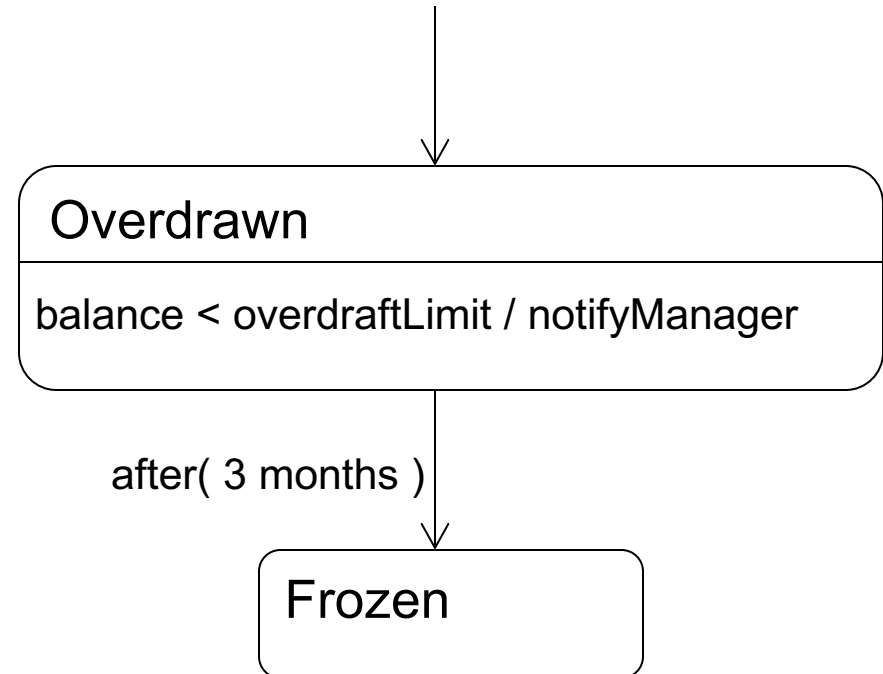 Overdrawn
balance < overdraftLimit / notifyManager
after( 3 months )
Frozen